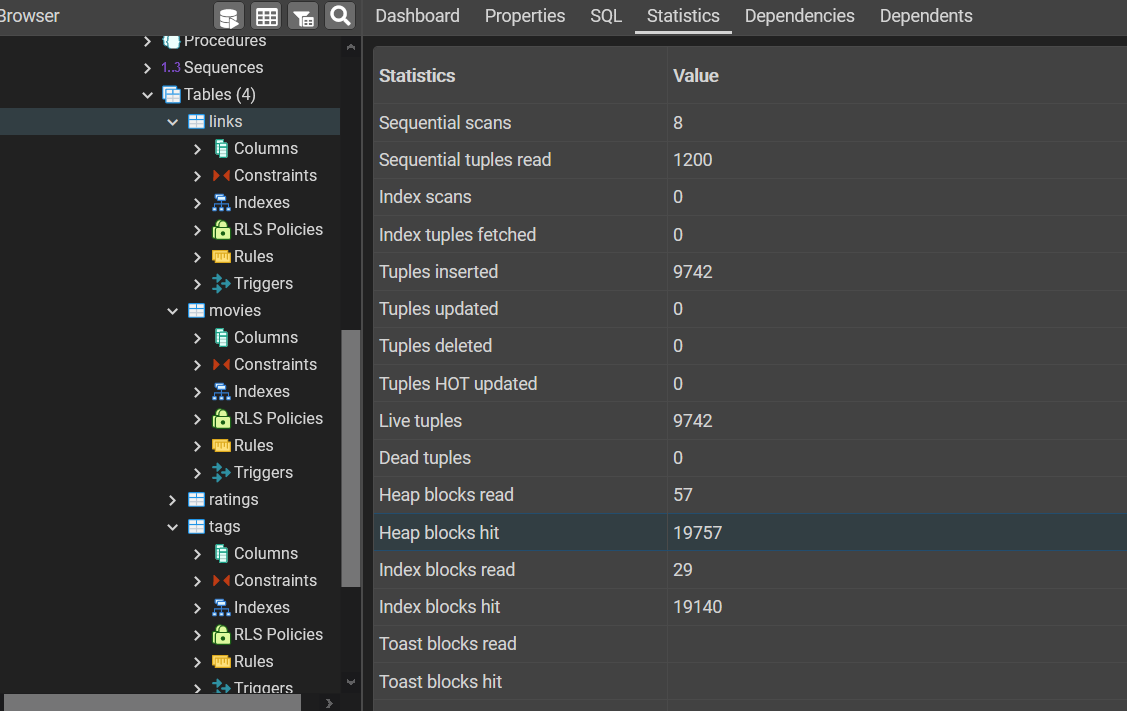 Browser
Dashboard Properties SQL Statistics Dependencies Dependents
Procedures
1..3 Sequences
Tables (4)
links
Columns
Constraints
Indexes
RLS Policies
Rules
Triggers
movies
Columns
Constraints
Indexes
RLS Policies
Rules
Triggers
ratings
tags
Columns
Constraints
Indexes
RLS Policies
Rules
Triggers
Statistics Value
Sequential scans 8
Sequential tuples read 1200
Index scans 0
Index tuples fetched 0
Tuples inserted 9742
Tuples updated 0
Tuples deleted 0
Tuples HOT updated 0
Live tuples 9742
Dead tuples 0
Heap blocks read 57
Heap blocks hit 19757
Index blocks read 29
Index blocks hit 19140
Toast blocks read
Toast blocks hit